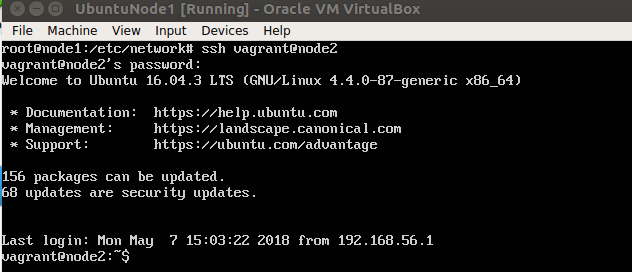 UbuntuNode1 [Running] - Oracle VM VirtualBox
File Machine View Input Devices Help
root@node1:/etc/network# ssh vagrant@node2
vagrant@node2's password:
Welcome to Ubuntu 16.04.3 LTS (GNU/Linux 4.4.0-87-generic x86_64)
* Documentation: https://help.ubuntu.com
* Management: https://landscape.canonical.com
* Support: https://ubuntu.com/advantage
156 packages can be updated.
68 updates are security updates.
Last login: Mon May 7 15:03:22 2018 from 192.168.56.1
vagrant@node2:~$